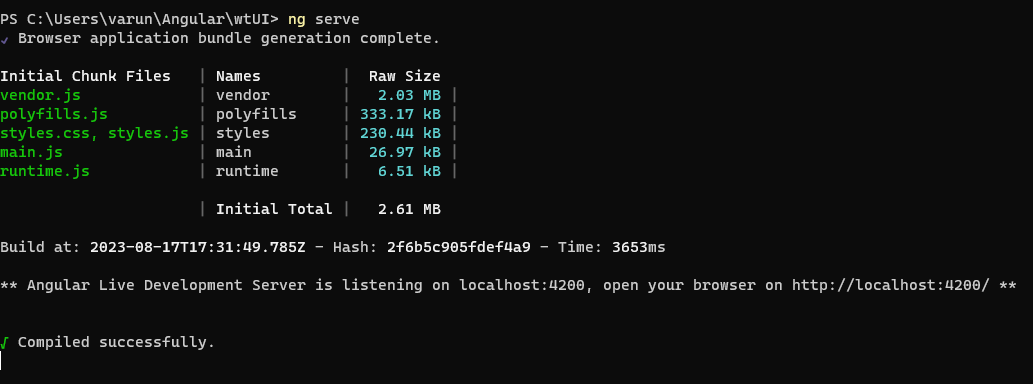 PS C:\Users\varun\Angular\wtUI> ng serve
✔ Browser application bundle generation complete.
Initial Chunk Files | Names | Raw Size
vendor.js | vendor | 2.03 MB |
polyfills.js | polyfills | 333.17 kB |
styles.css, styles.js | styles | 230.44 kB |
main.js | main | 26.97 kB |
runtime.js | runtime | 6.51 kB |
| Initial Total | 2.61 MB
Build at: 2023-08-17T17:31:49.785Z - Hash: 2f6b5c905fdef4a9 - Time: 3653ms
** Angular Live Development Server is listening on localhost:4200, open your browser on http://localhost:4200/ **
√ Compiled successfully.